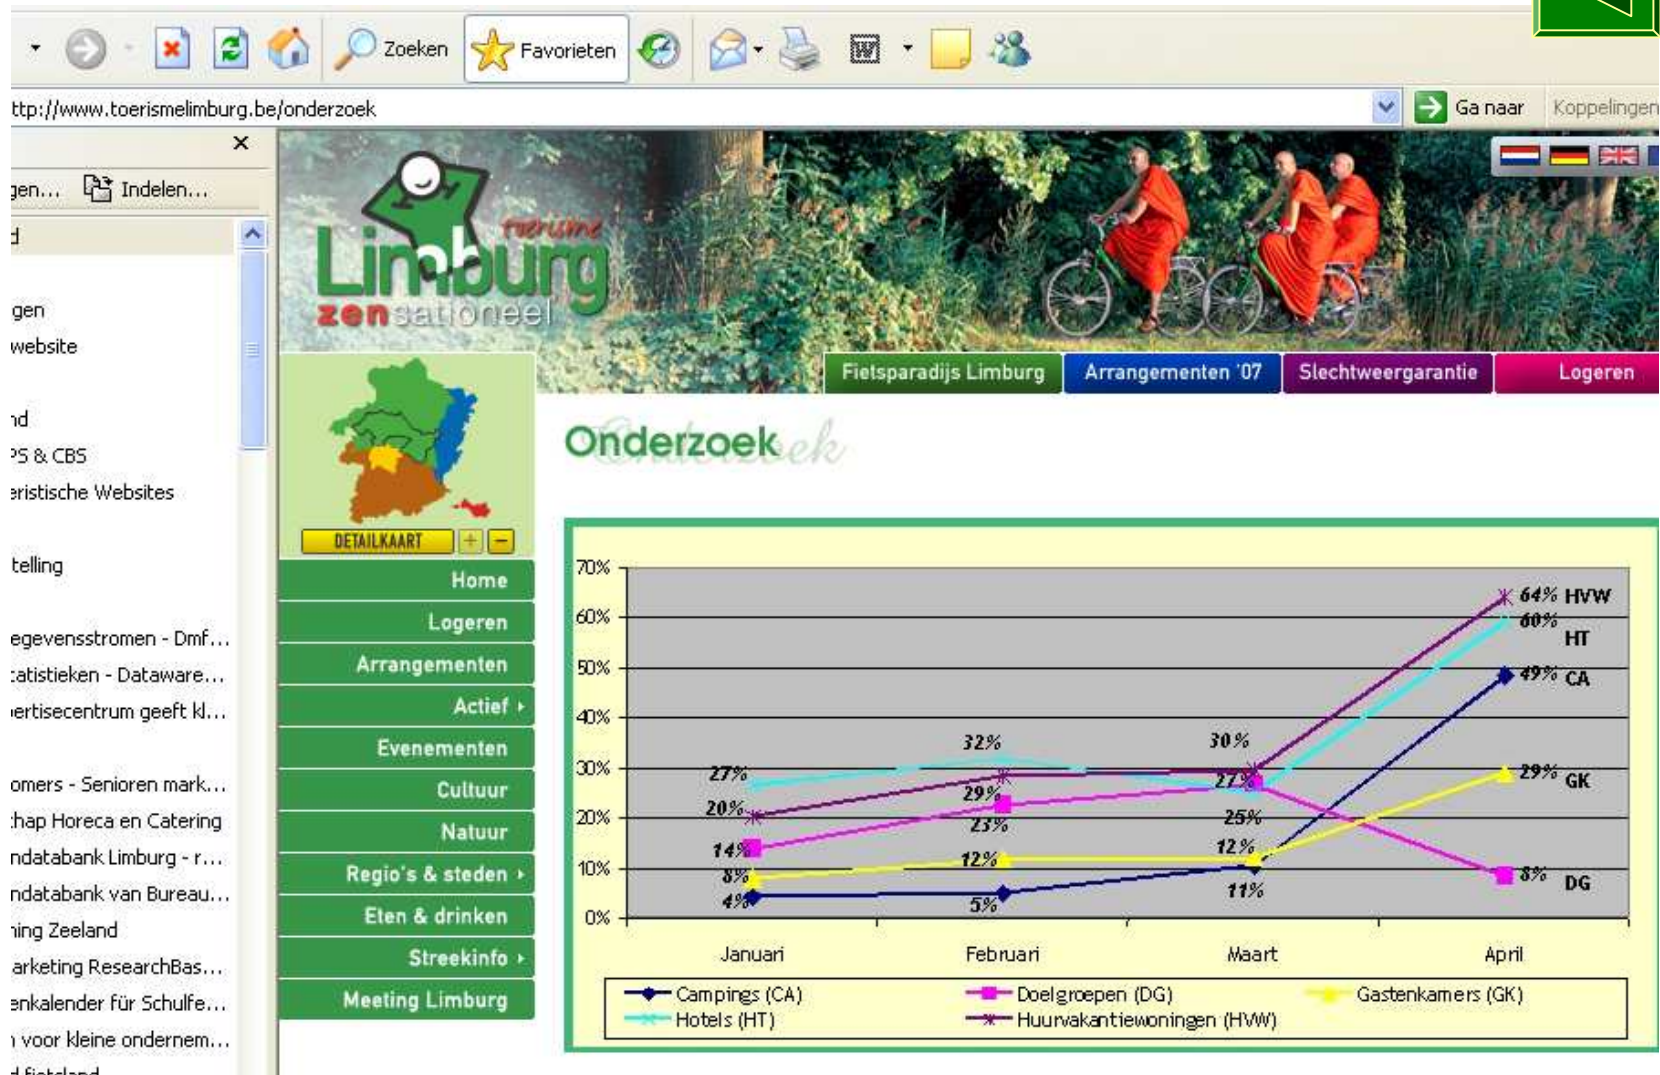 Zoeken
Favorieten
ttp://www.toerismelimburg.be/onderzoek
Ga naar
Koppelingen
gen...
Indelen...
d
gen
website
nd
PS & CBS
eristische Websites
telling
egevensstromen - Dmf...
tatistieken - Dataware...
ertisecentrum geeft kl...
omers - Senioren mark...
chap Horeca en Catering
ndatabank Limburg - r...
ndatabank van Bureau...
ning Zeeland
arketing ResearchBas...
enkalender für Schulfe...
voor kleine ondernem...
d fietsland
toerisme
Limburg
zensationeel
Fietsparadijs Limburg
Arrangementen '07
Slechtweergarantie
Logeren
DETAILKAART
+
-
Home
Logeren
Arrangementen
Actief
Evenementen
Cultuur
Natuur
Regio's & steden
Eten & drinken
Streekinfo
Meeting Limburg
Onderzoek
70%
60%
50%
40%
30%
20%
10%
0%
27%
20%
14%
8%
4%
32%
29%
23%
12%
5%
30%
27%
25%
12%
11%
64% HVW
60% HT
49% CA
29% GK
8% DG
Januari
Februari
Maart
April
Campings (CA)
Doelgroepen (DG)
Gastenkamers (GK)
Hotels (HT)
Huurvakantiewoningen (HVW)